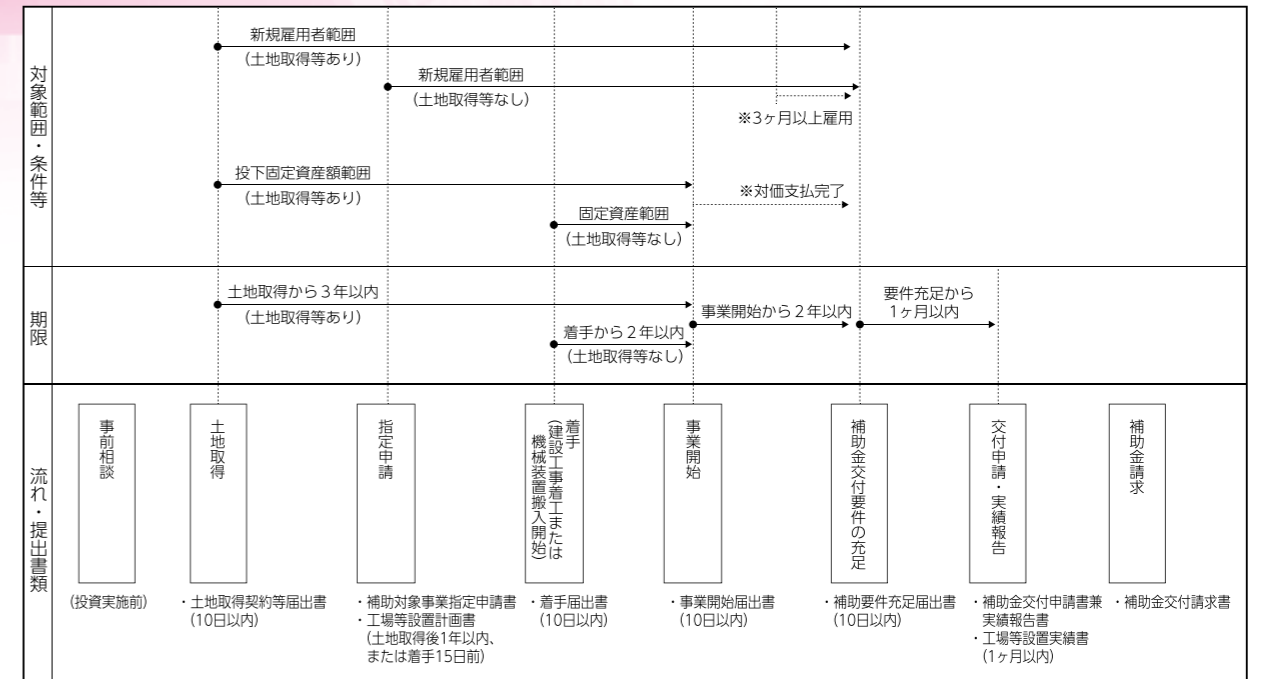 対象範囲・条件等
新規雇用者範囲
（土地取得等あり）
新規雇用者範囲
（土地取得等なし）
※3ヶ月以上雇用
投下固定資産額範囲
（土地取得等あり）
※対価支払完了
固定資産範囲
（土地取得等なし）
期限
土地取得から３年以内
（土地取得等あり）
着手から２年以内
（土地取得等なし）
事業開始から２年以内
要件充足から
1ヶ月以内
流れ・提出書類
事前相談
（投資実施前）
土地取得
・土地取得契約等届出書
（10日以内）
指定申請
・補助対象事業指定申請書
・工場等設置計画書
（土地取得後1年以内、
または着手15日前）
着手
（建設工事着工または
機械装置搬入開始）
・着手届出書
（10日以内）
事業開始
・事業開始届出書
（10日以内）
補助金交付要件の充足
・補助要件充足届出書
（10日以内）
交付申請・実績報告
・補助金交付申請書兼
実績報告書
・工場等設置実績書
（1ヶ月以内）
補助金請求
・補助金交付請求書